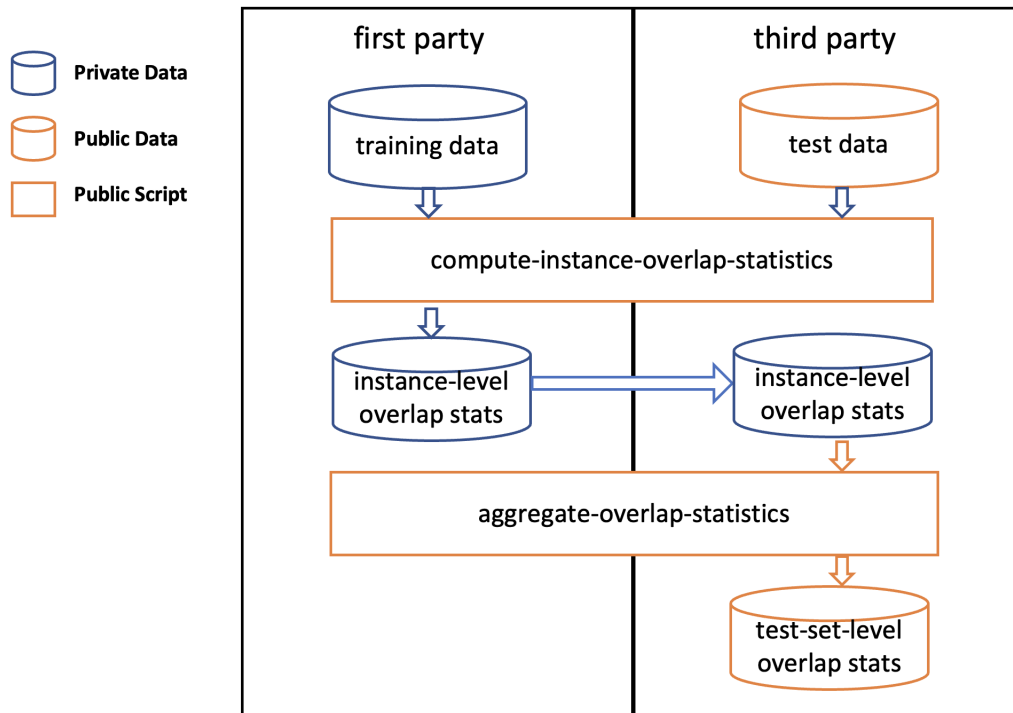 first party
third party
Private Data
Public Data
Public Script
training data
test data
compute-instance-overlap-statistics
instance-level
overlap stats
instance-level
overlap stats
aggregate-overlap-statistics
test-set-level
overlap stats